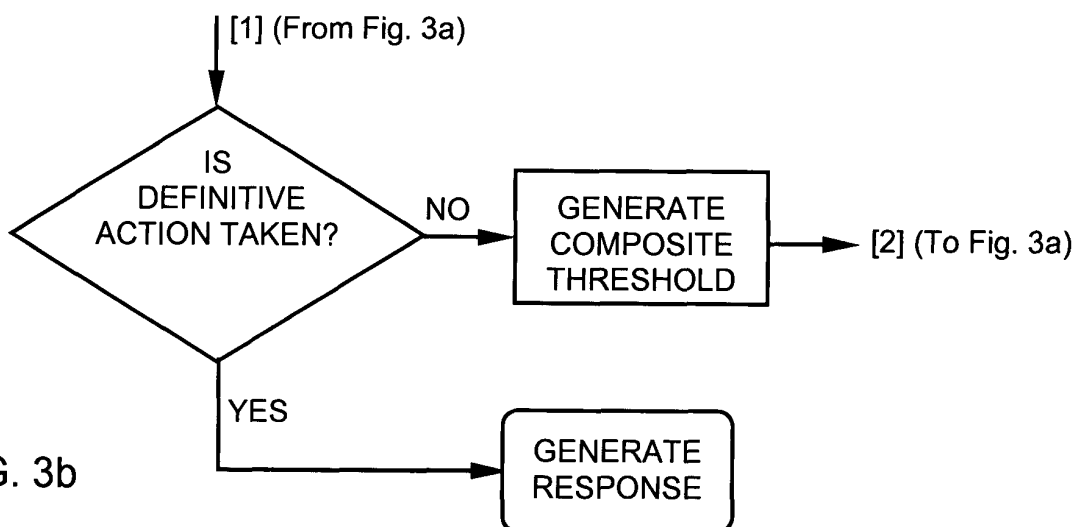 [1] (From Fig. 3a)
IS
DEFINITIVE
ACTION TAKEN?
NO
GENERATE
COMPOSITE
THRESHOLD
[2] (To Fig. 3a)
YES
GENERATE
RESPONSE
3b